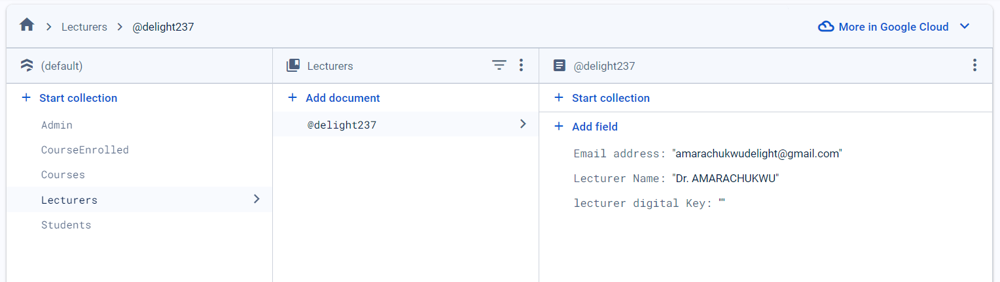 Lecturers @delight237 More in Google Cloud
(default)
Start collection
Admin
CourseEnrolled
Courses
Lecturers
Students
Lecturers
Add document
@delight237
@delight237
Start collection
Add field
Email address: "amarachukwudelight@gmail.com"
Lecturer Name: "Dr. AMARACHUKWU"
lecturer digital Key: ""